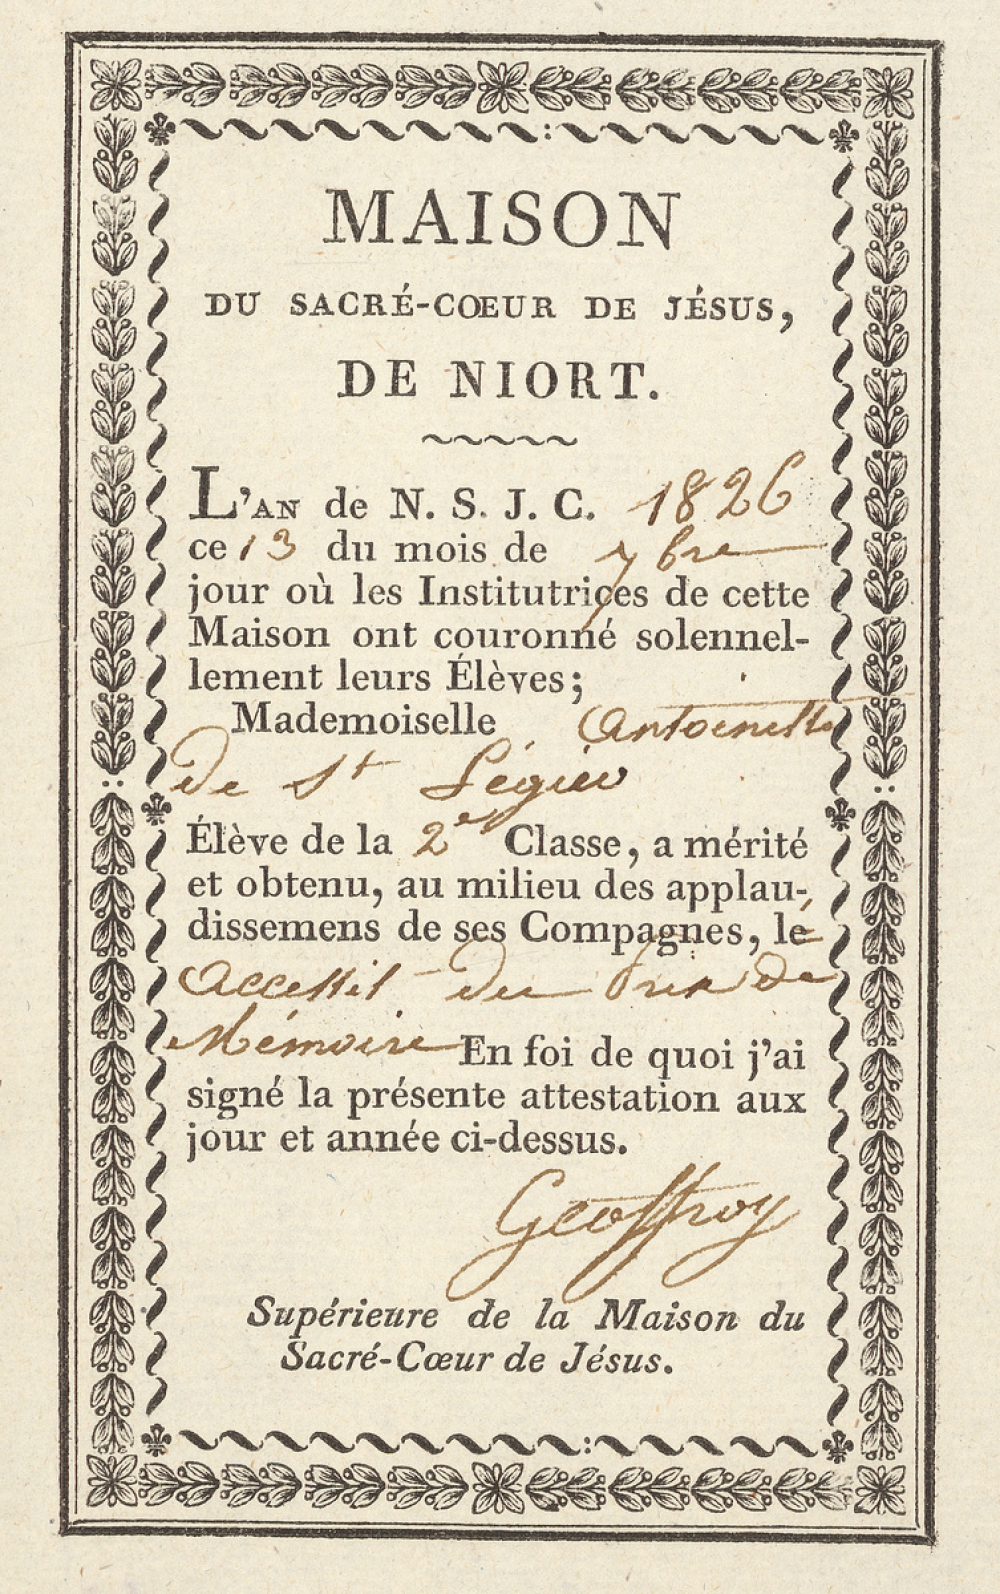 MAISON
DU SACRÉ-CŒUR DE JÉSUS,
DE NIORT.
L'AN de N. S. J. C. 1826
ce 13 du mois de 7bre
jour où les Institutrices de cette
Maison ont couronné solennel-
lement leurs Élèves;
Mademoiselle Antoinette
De St Légier
Élève de la 2e Classe, a mérité
et obtenu, au milieu des applau-
dissemens de ses Compagnes, le
Accessit du Prix de
Mémoire En foi de quoi j'ai
signé la présente attestation aux
jour et année ci-dessus.
Geoffroy
Supérieure de la Maison du
Sacré-Cœur de Jésus.